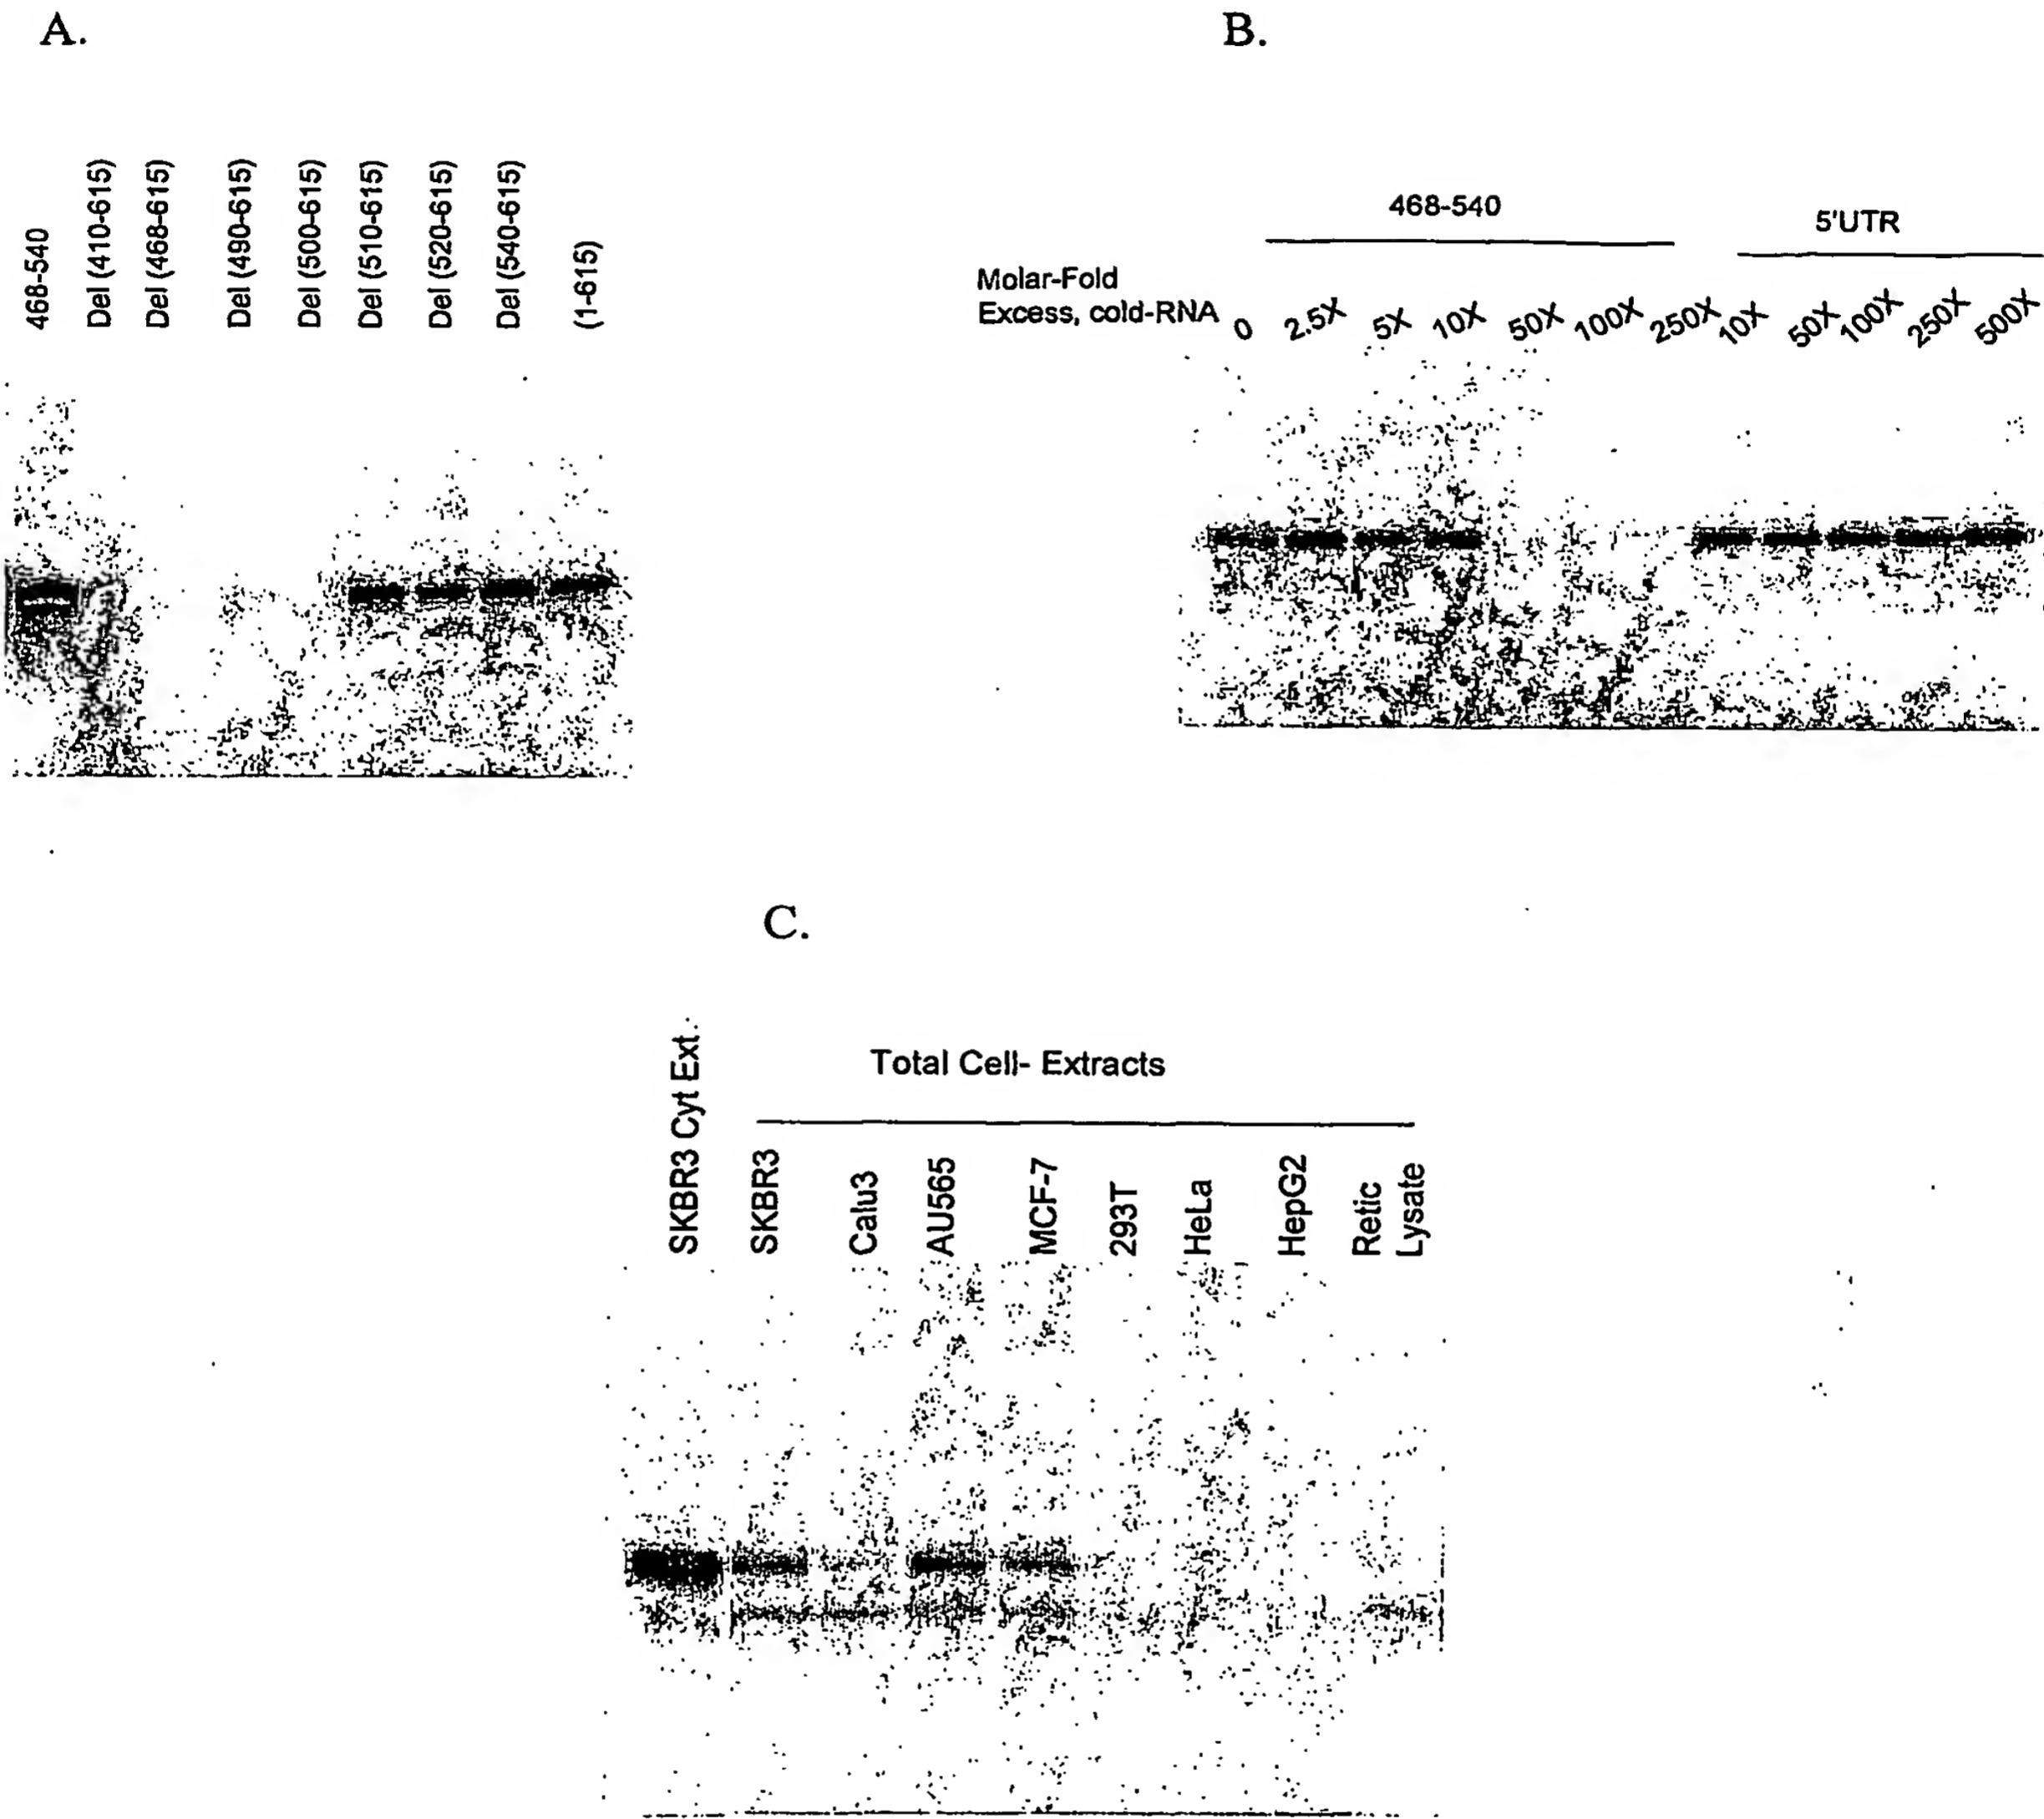 A.
468-540
Del (410-615)
Del (468-615)
Del (490-615)
Del (500-615)
Del (510-615)
Del (520-615)
Del (540-615)
(1-615)
B.
468-540
5'UTR
Molar-Fold
Excess, cold-RNA
0
2.5X
5X
10X
50X
100X
250X
10X
50X
100X
250X
500X
C.
SKBR3 Cyt Ext.
Total Cell- Extracts
SKBR3
Calu3
AU565
MCF-7
293T
HeLa
HepG2
Retic
Lysate